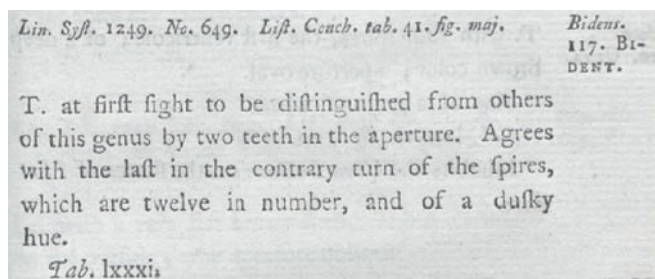 Lin. Syſt. 1249. No. 649. Liſt. Conch. tab. 41. fig. maj.
Bidens.
117. BI-
DENT.
T. at firſt ſight to be diſtinguiſhed from others
of this genus by two teeth in the aperture. Agrees
with the laſt in the contrary turn of the ſpires,
which are twelve in number, and of a duſky
hue.
Tab. lxxxi.